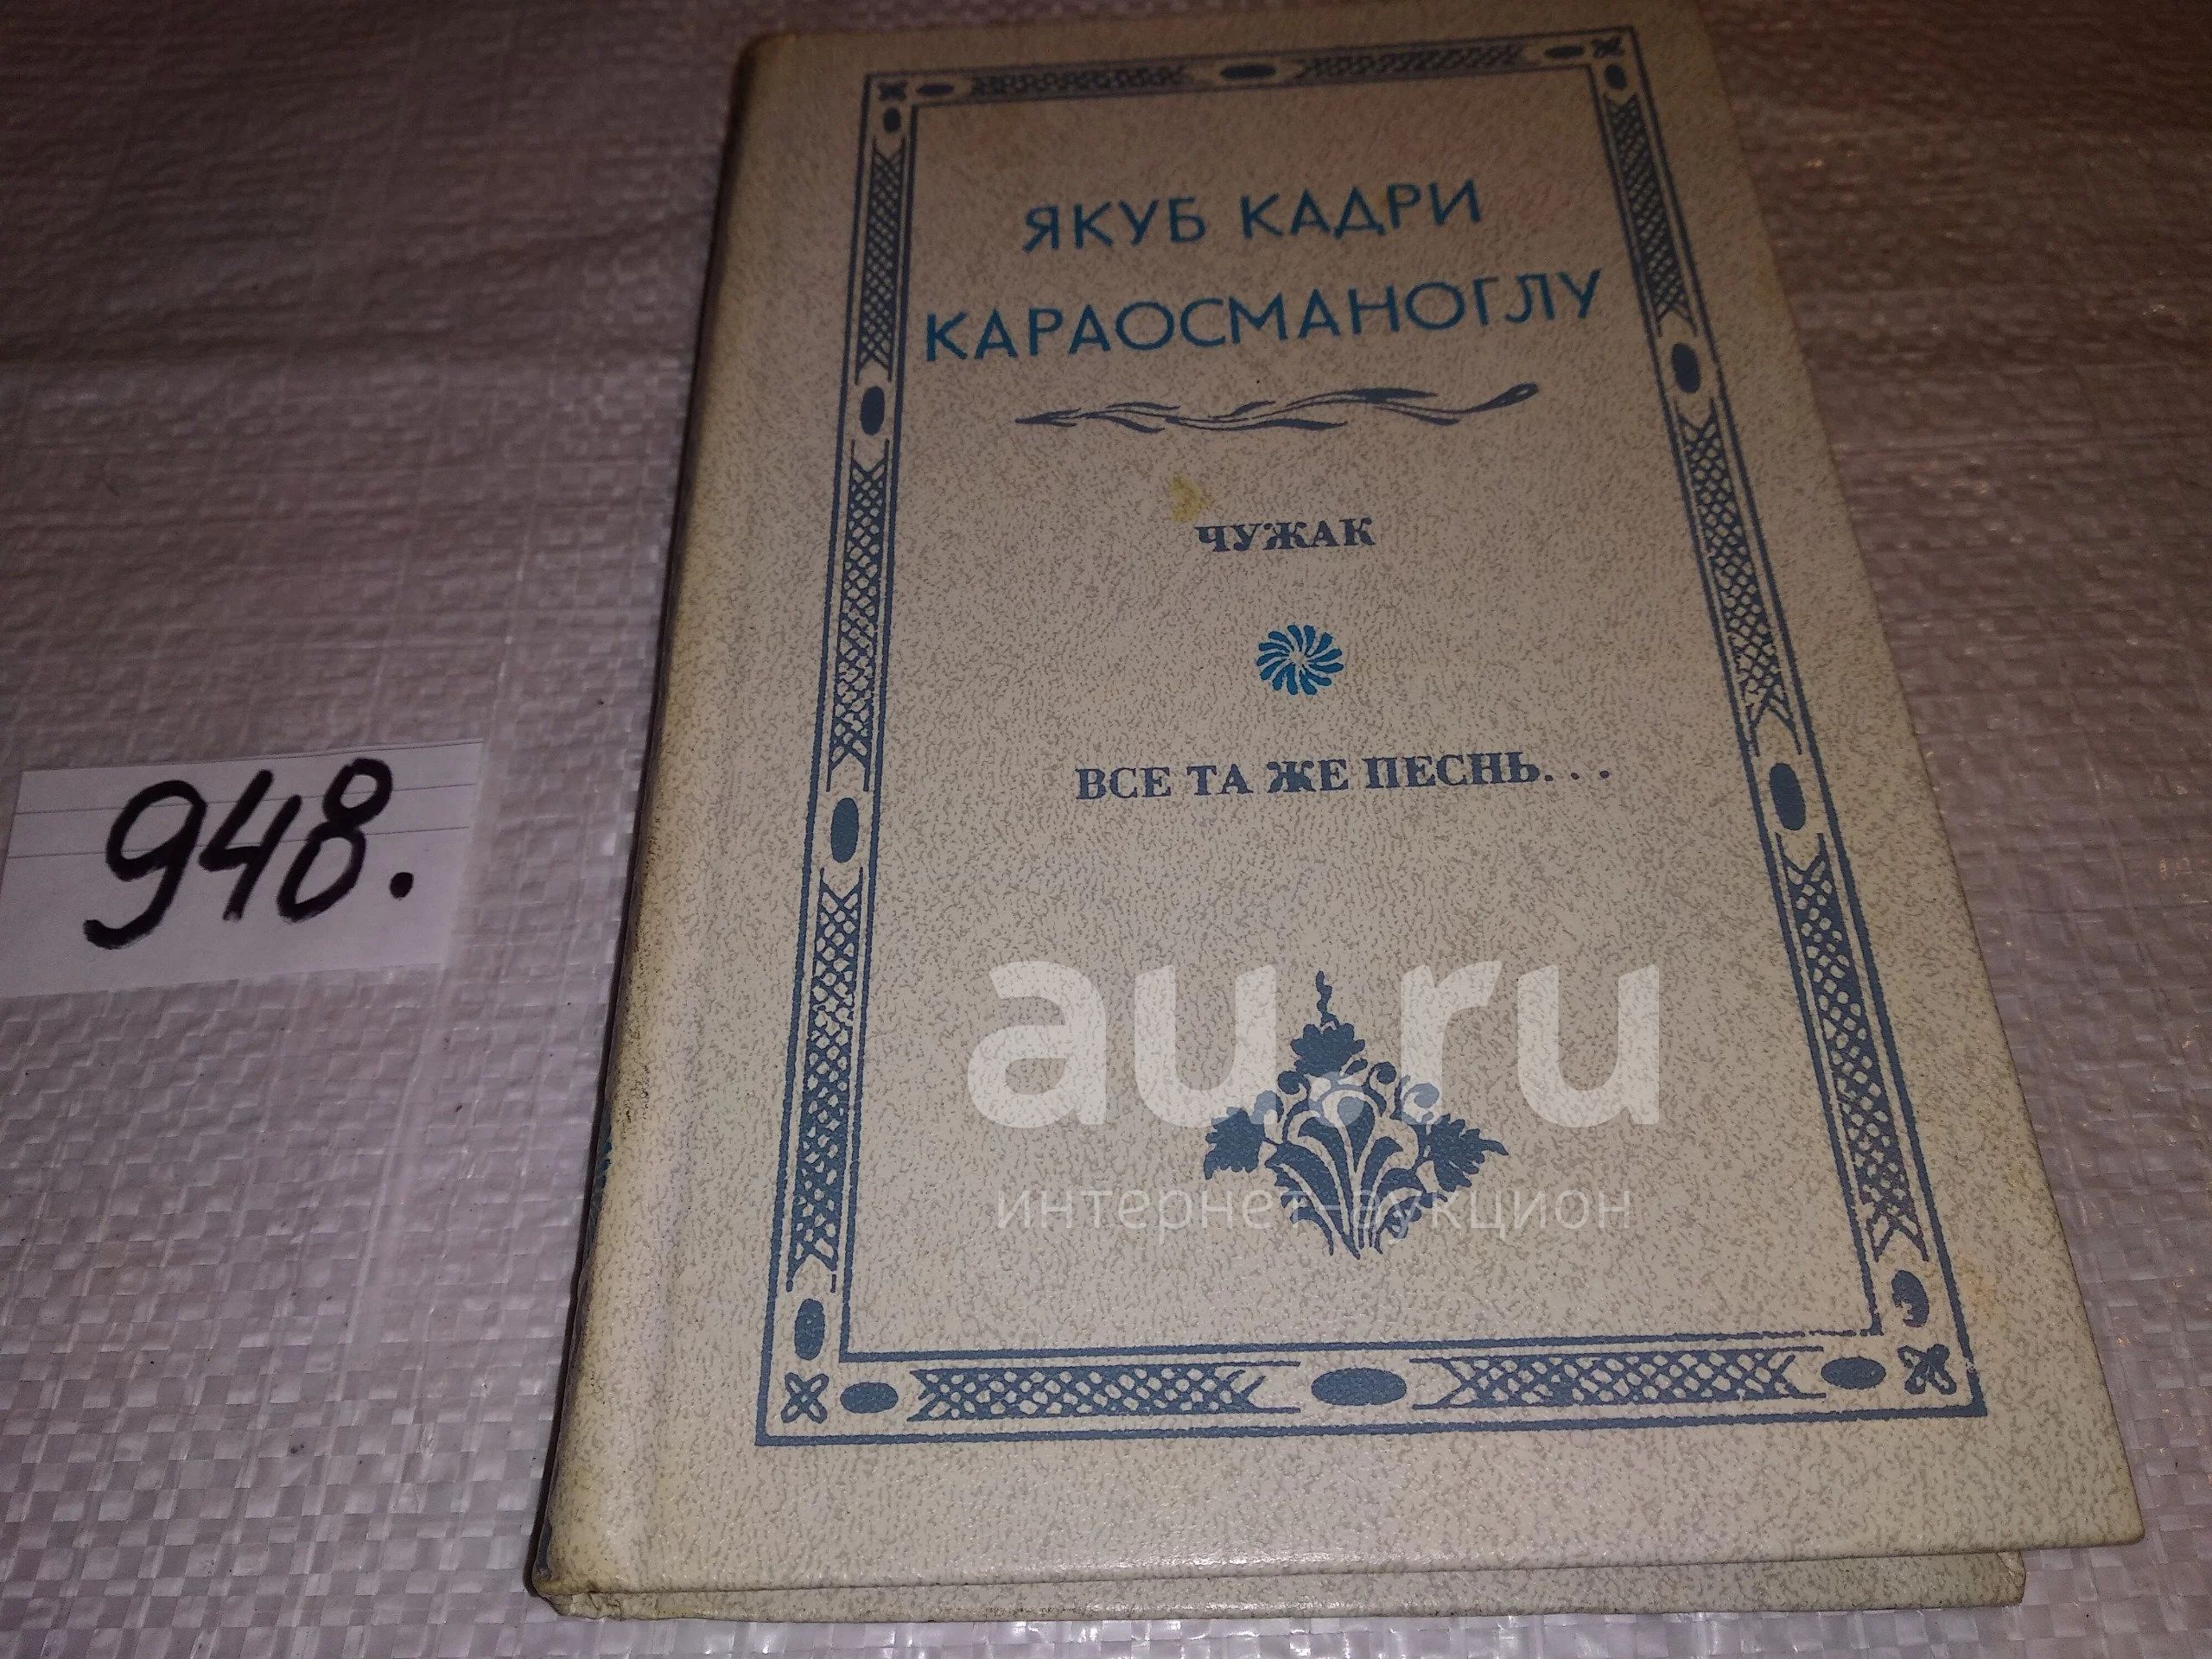 ЯКУБ КАДРИ
КАРАОСМАНОГЛУ
ЧУЖАК
ВСЕ ТА ЖЕ ПЕСНЬ...
948.
au.ru
интернет-аукцион